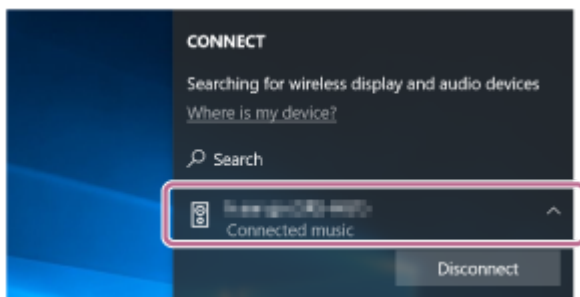 CONNECT
Searching for wireless display and audio devices
Where is my device?
Search
Connected music
Disconnect